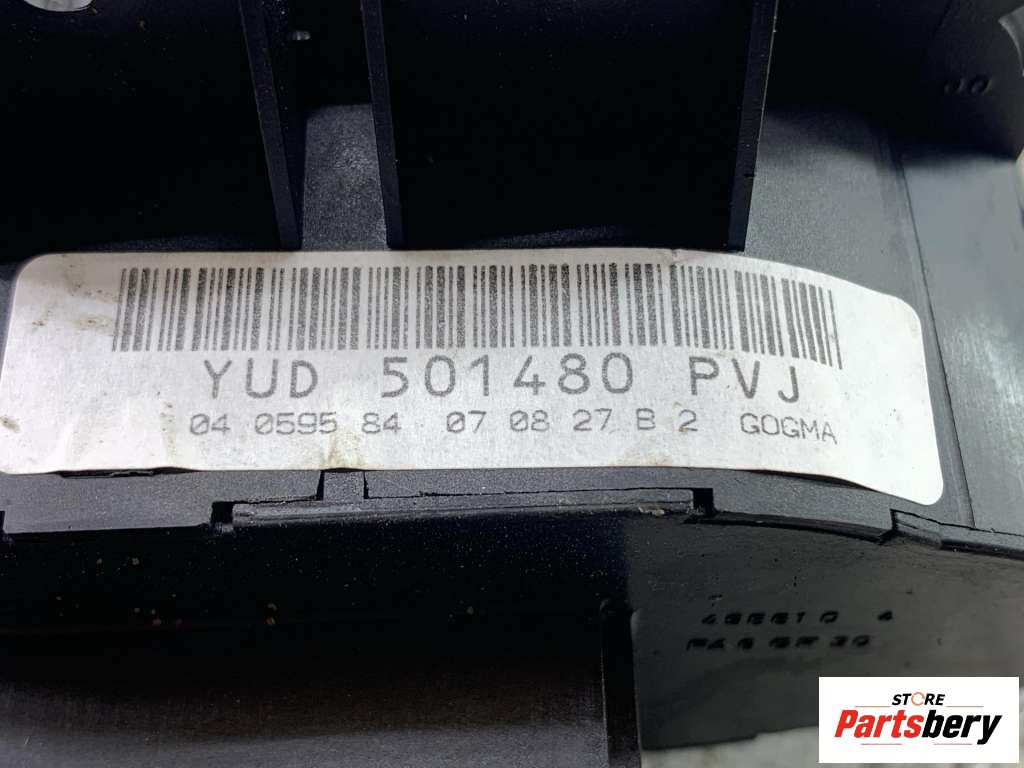 YUD 501480 PVJ
04 0595 84 07 08 27 B 2 GOGMA
STORE
Partsbery